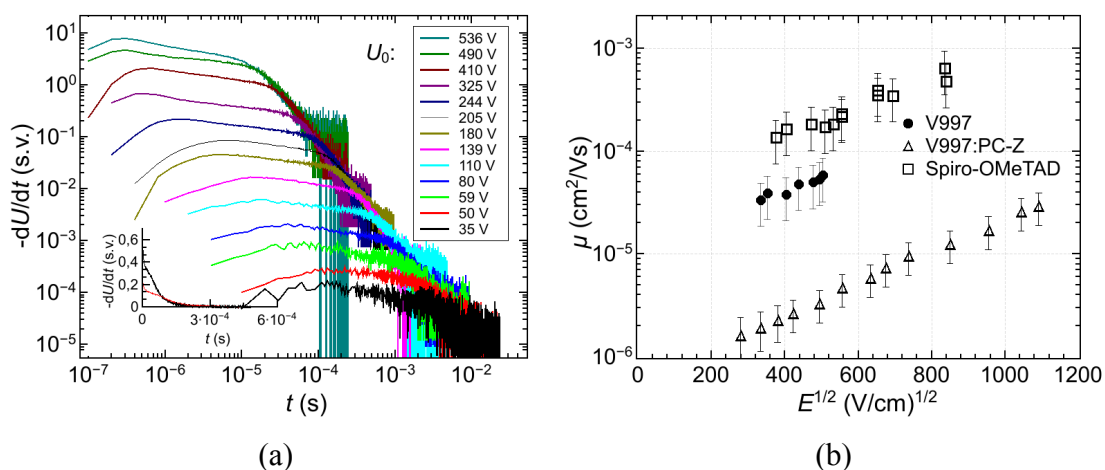 (a)
-dU/dt (s.v.)
10¹
10⁰
10⁻¹
10⁻²
10⁻³
10⁻⁴
10⁻⁵
U₀:
536 V
490 V
410 V
325 V
244 V
205 V
180 V
139 V
110 V
80 V
59 V
50 V
35 V
-dU/dt (s.v.)
0,6
0,4
0,2
0
0 3·10⁻⁴ 6·10⁻⁴
t (s)
10⁻⁷ 10⁻⁶ 10⁻⁵ 10⁻⁴ 10⁻³ 10⁻²
t (s)
(a)
(b)
μ (cm²/Vs)
10⁻³
10⁻⁴
10⁻⁵
10⁻⁶
V997
V997:PC-Z
Spiro-OMeTAD
0 200 400 600 800 1000 1200
E¹ᐟ² (V/cm)¹ᐟ²
(b)